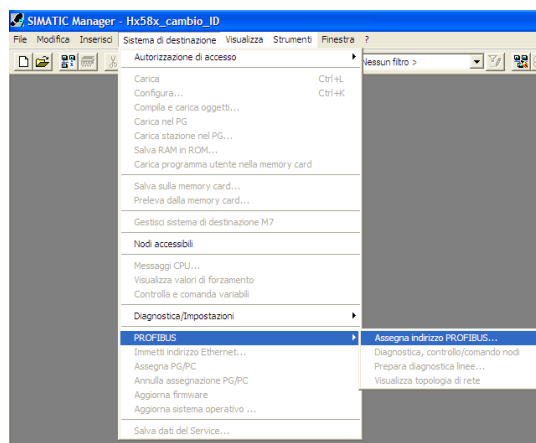 SIMATIC Manager - Hx58x_cambio_ID
File Modifica Inserisci Sistema di destinazione Visualizza Strumenti Finestra ?
Nessun filtro >
Autorizzazione di accesso
Carica Ctrl+L
Configura... Ctrl+K
Compila e carica oggetti...
Carica nel PG
Carica stazione nel PG...
Salva RAM in ROM...
Carica programma utente nella memory card
Salva sulla memory card...
Preleva dalla memory card...
Gestisci sistema di destinazione M7
Nodi accessibili
Messaggi CPU...
Visualizza valori di forzamento
Controlla e comanda variabili
Diagnostica/Impostazioni
PROFIBUS
Immetti indirizzo Ethernet...
Assegna PG/PC
Annulla assegnazione PG/PC
Aggiorna firmware
Aggiorna sistema operativo ...
Salva dati del Service...
Assegna indirizzo PROFIBUS...
Diagnostica, controllo/comando nodi
Prepara diagnostica linee...
Visualizza topologia di rete